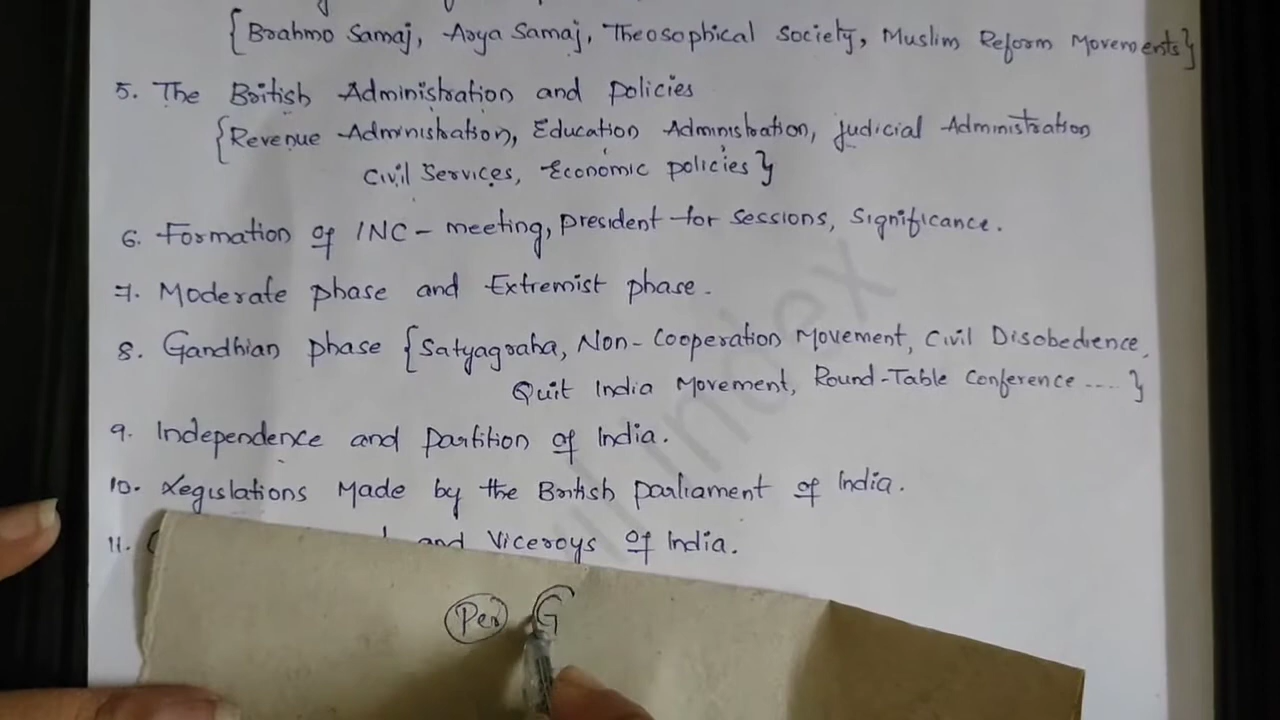 {Brahmo Samaj, Arya Samaj, Theosophical Society, Muslim Reform Movements}
5. The British Administration and policies
{Revenue Administration, Education Administration, Judicial Administration
Civil Services, Economic policies}
6. Formation of INC - meeting, president for sessions, Significance.
7. Moderate phase and Extremist phase.
8. Gandhian phase {Satyagraha, Non-Cooperation Movement, Civil Disobedience,
Quit India Movement, Round-Table Conference .... }
9. Independence and partition of India.
10. Legislations Made by the British parliament of India.
11. and Viceroys of India.
Per G
Index